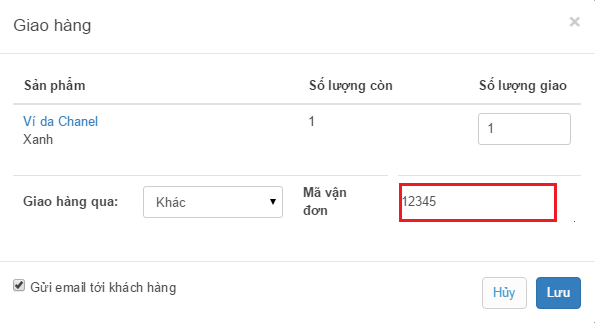 Giao hàng ×
Sản phẩm Số lượng còn Số lượng giao
Ví da Chanel 1 1
Xanh
Giao hàng qua: Khác Mã vận đơn 12345
Gửi email tới khách hàng Hủy Lưu